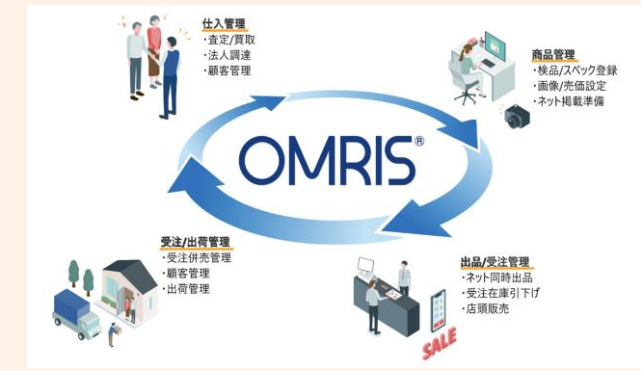 仕入管理
・査定/買取
・法人調達
・顧客管理
商品管理
・検品/スペック登録
・画像/売価設定
・ネット掲載準備
OMRIS®
受注/出荷管理
・受注併売管理
・顧客管理
・出荷管理
出品/受注管理
・ネット同時出品
・受注在庫引下げ
・店頭販売
SALE